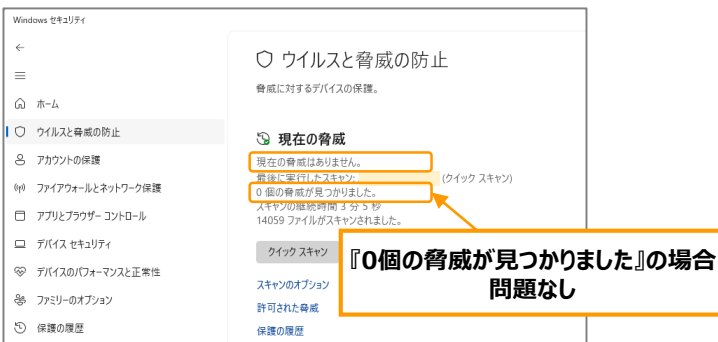 Windows セキュリティ
ホーム
ウイルスと脅威の防止
アカウントの保護
ファイアウォールとネットワーク保護
アプリとブラウザー コントロール
デバイス セキュリティ
デバイスのパフォーマンスと正常性
ファミリーのオプション
保護の履歴
ウイルスと脅威の防止
脅威に対するデバイスの保護。
現在の脅威
現在の脅威はありません。
最後に実行したスキャン: (クイック スキャン)
0 個の脅威が見つかりました。
スキャンの継続時間 3 分 5 秒
14059 ファイルがスキャンされました。
クイック スキャン
スキャンのオプション
許可された脅威
保護の履歴
『0個の脅威が見つかりました』の場合
問題なし